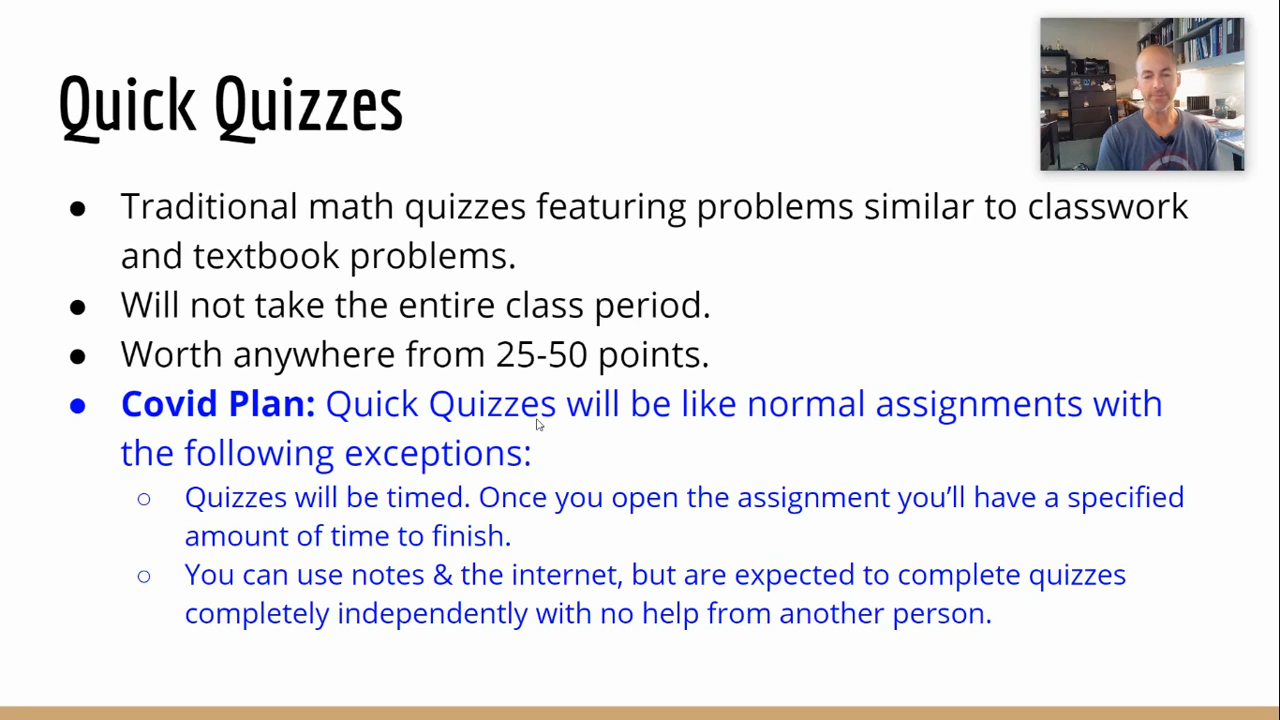 Quick Quizzes
● Traditional math quizzes featuring problems similar to classwork
and textbook problems.
● Will not take the entire class period.
● Worth anywhere from 25-50 points.
● Covid Plan: Quick Quizzes will be like normal assignments with
the following exceptions:
○ Quizzes will be timed. Once you open the assignment you’ll have a specified
amount of time to finish.
○ You can use notes & the internet, but are expected to complete quizzes
completely independently with no help from another person.